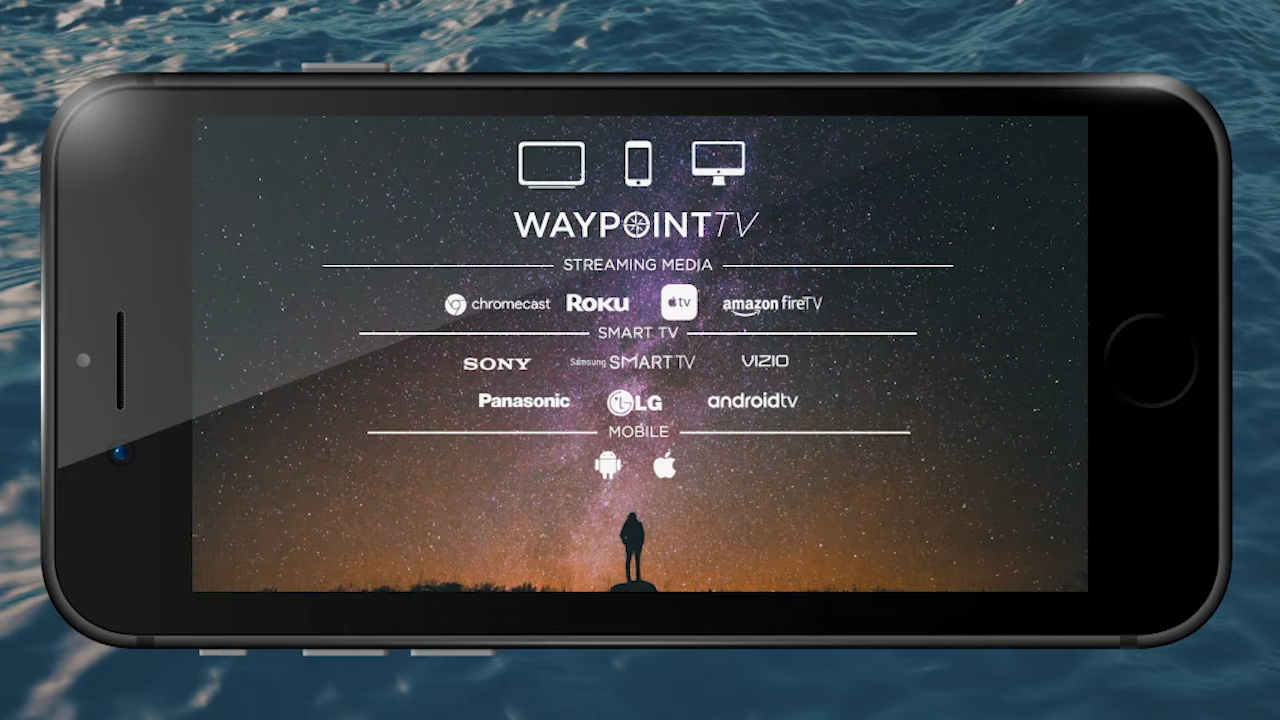 WAYPOINTTV
STREAMING MEDIA
chromecast ROKU tv amazon fireTV
SMART TV
SONY Samsung SMART TV VIZIO
Panasonic LG androidtv
MOBILE